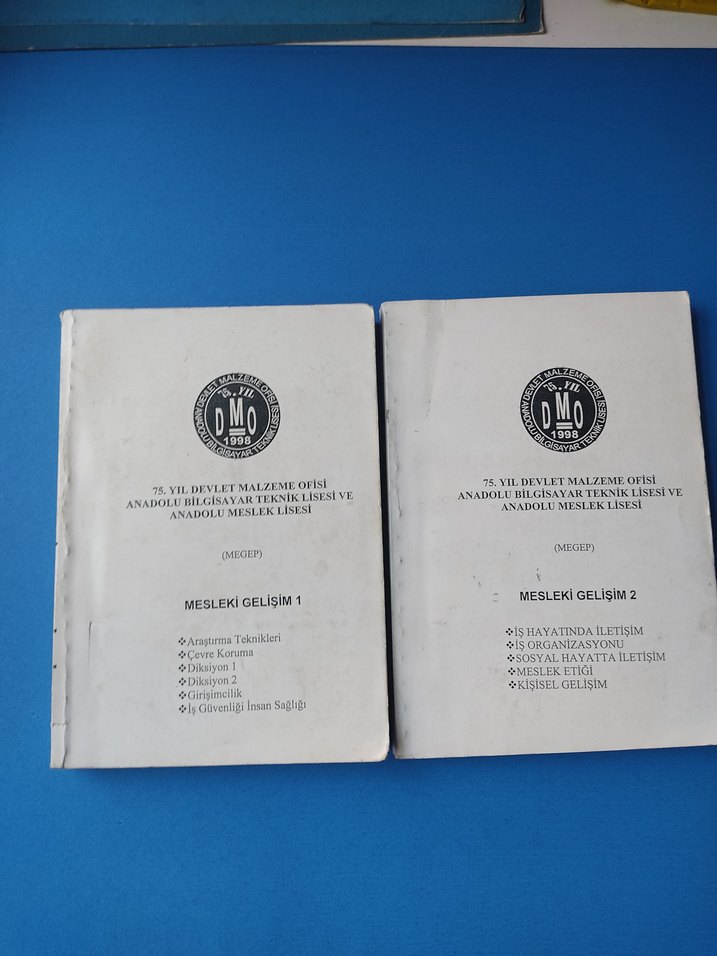 75. YIL DEVLET MALZEME OFİSİ ANADOLU BİLGİSAYAR TEKNİK LİSESİ
75. YIL
DMO
1998
75. YIL DEVLET MALZEME OFİSİ
ANADOLU BİLGİSAYAR TEKNİK LİSESİ VE
ANADOLU MESLEK LİSESİ
(MEGEP)
MESLEKİ GELİŞİM 1
❖Araştırma Teknikleri
❖Çevre Koruma
❖Diksiyon 1
❖Diksiyon 2
❖Girişimcilik
❖İş Güvenliği İnsan Sağlığı
DEVLET MALZEME OFİSİ ANADOLU BİLGİSAYAR TEKNİK LİSESİ
75. YIL
DMO
1998
75. YIL DEVLET MALZEME OFİSİ
ANADOLU BİLGİSAYAR TEKNİK LİSESİ VE
ANADOLU MESLEK LİSESİ
(MEGEP)
MESLEKİ GELİŞİM 2
❖İŞ HAYATINDA İLETİŞİM
❖İŞ ORGANİZASYONU
❖SOSYAL HAYATTA İLETİŞİM
❖MESLEK ETİĞİ
❖KİŞİSEL GELİŞİM